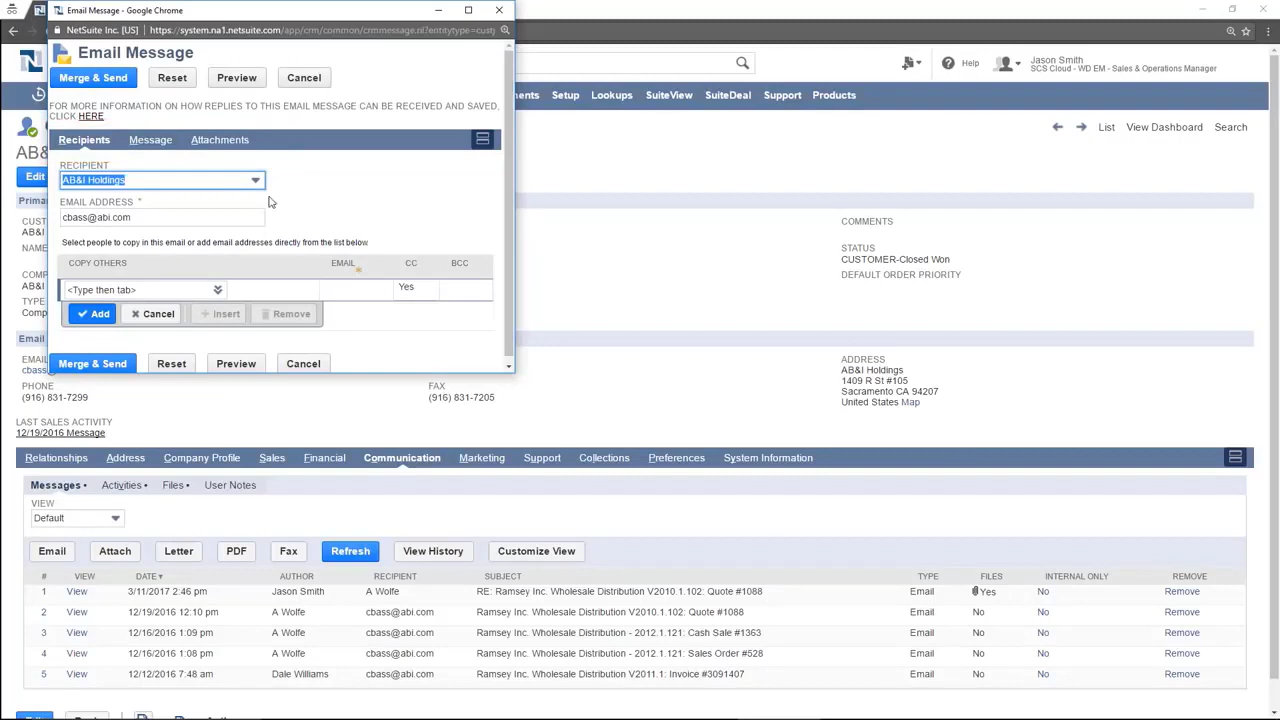 Email Message - Google Chrome
NetSuite Inc. [US] https://system.na1.netsuite.com/app/crm/common/crmmessage.nl?entitytype=cust
Email Message
Merge & Send Reset Preview Cancel
FOR MORE INFORMATION ON HOW REPLIES TO THIS EMAIL MESSAGE CAN BE RECEIVED AND SAVED,
CLICK HERE
Recipients Message Attachments
RECIPIENT
AB&I Holdings
EMAIL ADDRESS *
cbass@abi.com
Select people to copy in this email or add email addresses directly from the list below.
COPY OTHERS EMAIL CC BCC
<Type then tab> Yes
Add Cancel Insert Remove
Merge & Send Reset Preview Cancel
Help
Jason Smith
SCS Cloud - WD EM - Sales & Operations Manager
Setup Lookups SuiteView SuiteDeal Support Products
List View Dashboard Search
AB&
Edit
Prima
CUST
AB&I
NAME
COMP
AB&I
TYPE
Comp
COMMENTS
STATUS
CUSTOMER-Closed Won
DEFAULT ORDER PRIORITY
Email
EMAIL
cbass
PHONE
(916) 831-7299
FAX
(916) 831-7205
ADDRESS
AB&I Holdings
1409 R St #105
Sacramento CA 94207
United States Map
LAST SALES ACTIVITY
12/19/2016 Message
Relationships Address Company Profile Sales Financial Communication Marketing Support Collections Preferences System Information
Messages • Activities • Files • User Notes
VIEW
Default
Email Attach Letter PDF Fax Refresh View History Customize View
# VIEW DATE AUTHOR RECIPIENT SUBJECT TYPE FILES INTERNAL ONLY REMOVE
1 View 3/11/2017 2:46 pm Jason Smith A Wolfe RE: Ramsey Inc. Wholesale Distribution V2010.1.102: Quote #1088 Email Yes No Remove
2 View 12/19/2016 12:10 pm A Wolfe cbass@abi.com Ramsey Inc. Wholesale Distribution V2010.1.102: Quote #1088 Email No No Remove
3 View 12/16/2016 1:09 pm A Wolfe cbass@abi.com Ramsey Inc. Wholesale Distribution - 2012.1.121: Cash Sale #1363 Email No No Remove
4 View 12/16/2016 1:08 pm A Wolfe cbass@abi.com Ramsey Inc. Wholesale Distribution - 2012.1.121: Sales Order #528 Email No No Remove
5 View 12/12/2016 7:48 am Dale Williams cbass@abi.com Ramsey Inc. Wholesale Distribution V2011.1: Invoice #3091407 Email No No Remove